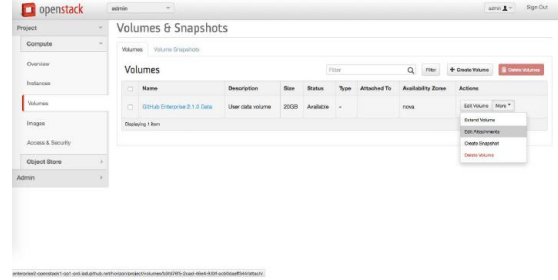 openstack
admin
admin
Sign Out
Project
Compute
Overview
Instances
Volumes
Images
Access & Security
Object Store
Admin
Volumes & Snapshots
Volumes Volume Snapshots
Volumes
Filter
Filter
+ Create Volume
Delete Volumes
Name Description Size Status Type Attached To Availability Zone Actions
GitHub Enterprise 2.1.0 Data User data volume 20GB Available - nova Edit Volume More
Extend Volume
Edit Attachments
Create Snapshot
Delete Volume
Displaying 1 item